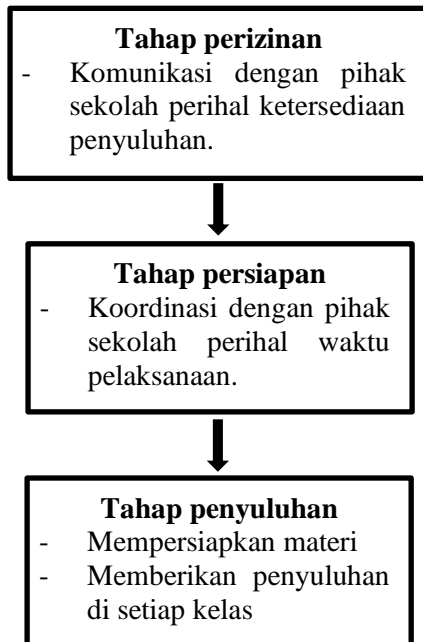 Tahap perizinan
- Komunikasi dengan pihak
sekolah perihal ketersediaan
penyuluhan.
Tahap persiapan
- Koordinasi dengan pihak
sekolah perihal waktu
pelaksanaan.
Tahap penyuluhan
- Mempersiapkan materi
- Memberikan penyuluhan
di setiap kelas